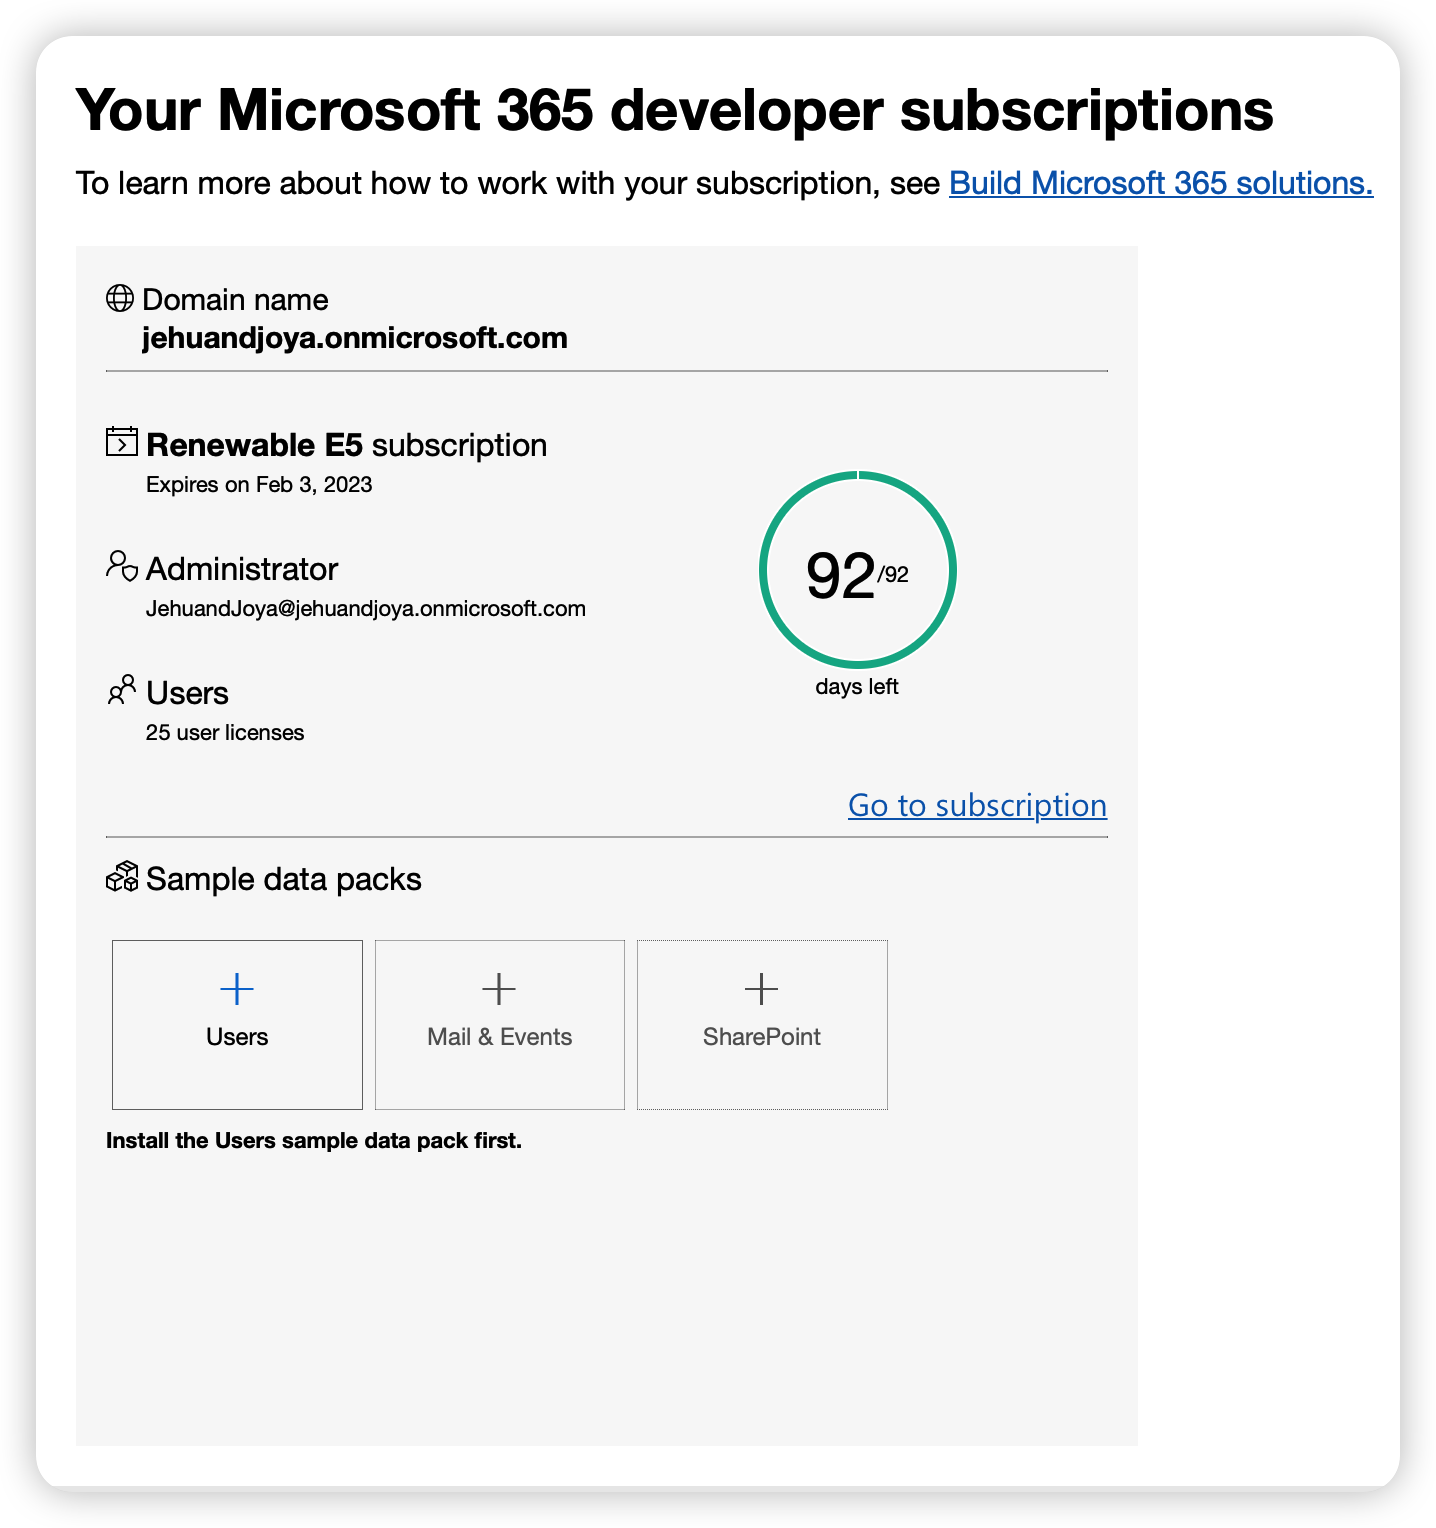 Your Microsoft 365 developer subscriptions
To learn more about how to work with your subscription, see Build Microsoft 365 solutions.
Domain name
jehuandjoya.onmicrosoft.com
Renewable E5 subscription
Expires on Feb 3, 2023
Administrator
JehuandJoya@jehuandjoya.onmicrosoft.com
Users
25 user licenses
92/92
days left
Go to subscription
Sample data packs
Users
Mail & Events
SharePoint
Install the Users sample data pack first.